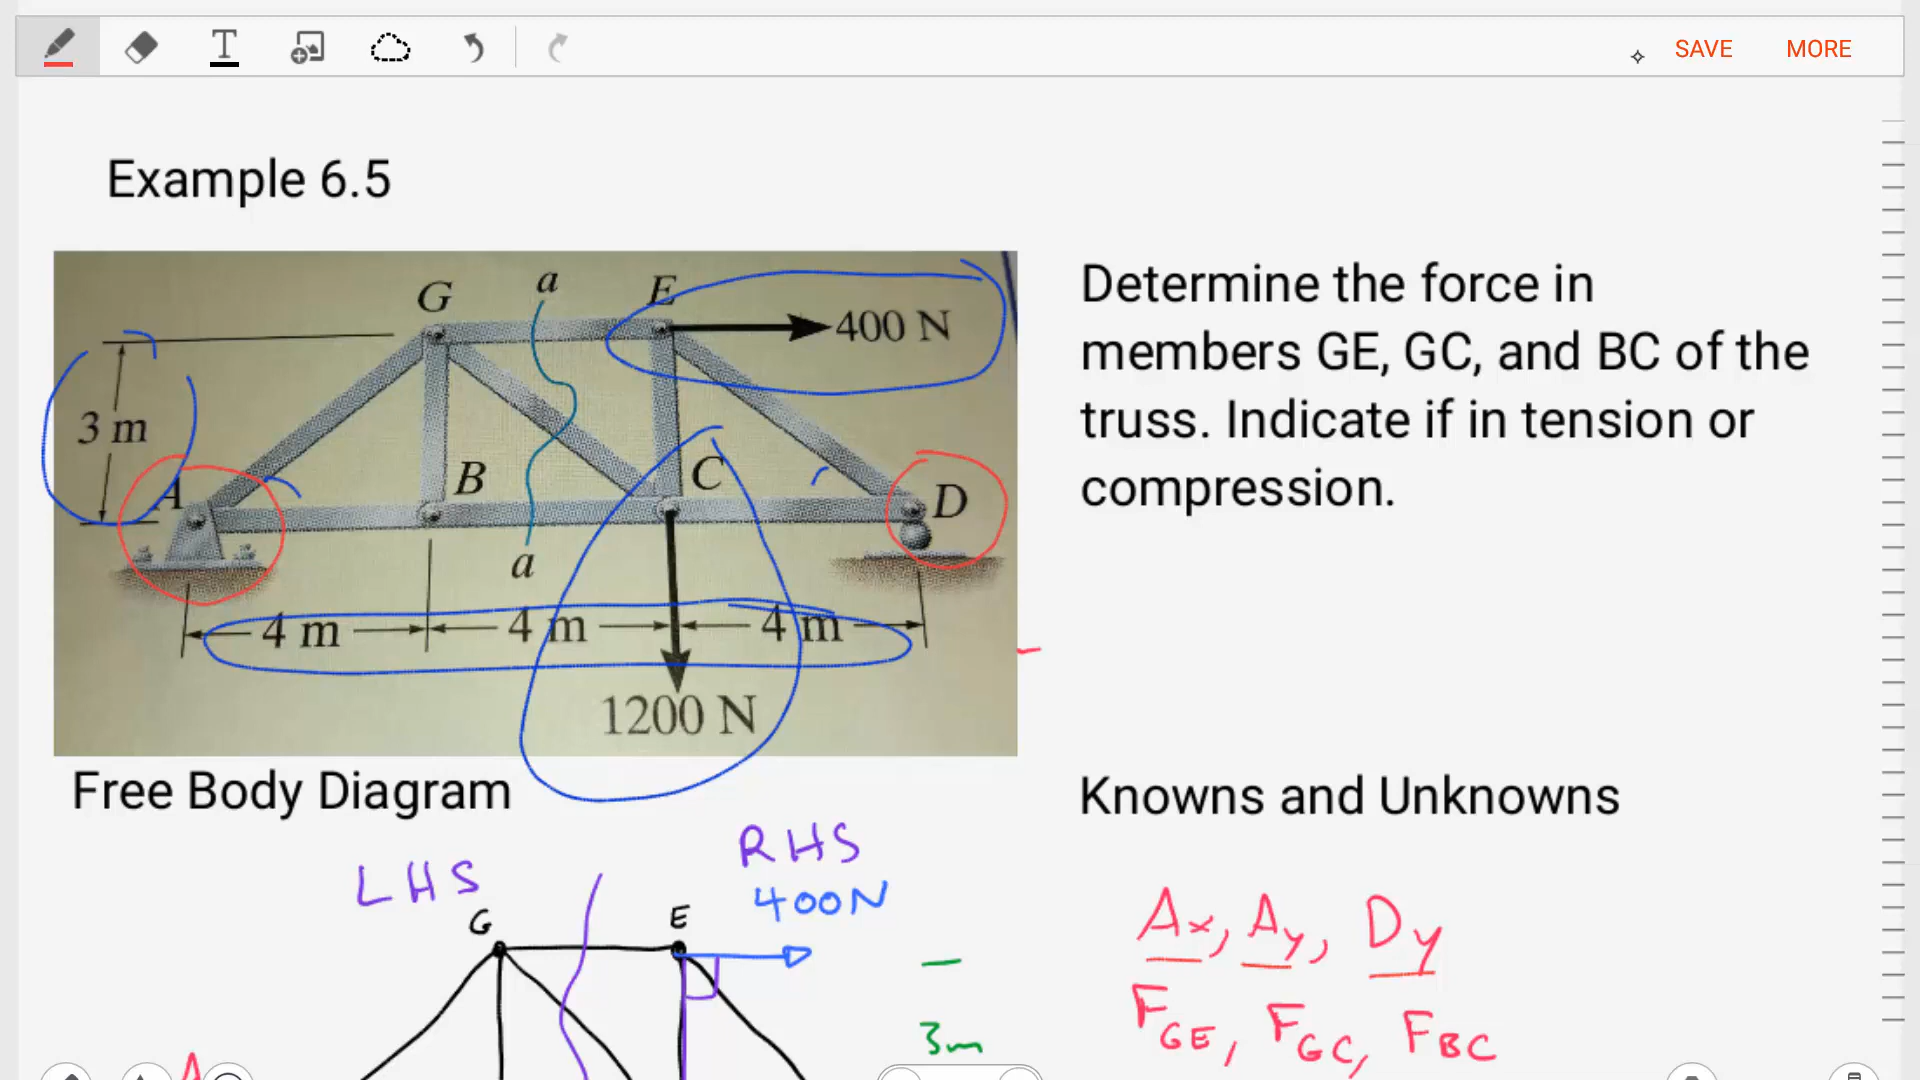 T
SAVE MORE
Example 6.5
G a E
400 N
3 m
A B C D
a
4 m 4 m 4 m
1200 N
Determine the force in
members GE, GC, and BC of the
truss. Indicate if in tension or
compression.
Free Body Diagram
LHS RHS
400N
G E
3m
Knowns and Unknowns
Ax, Ay, Dy
FGE, FGC, FBC